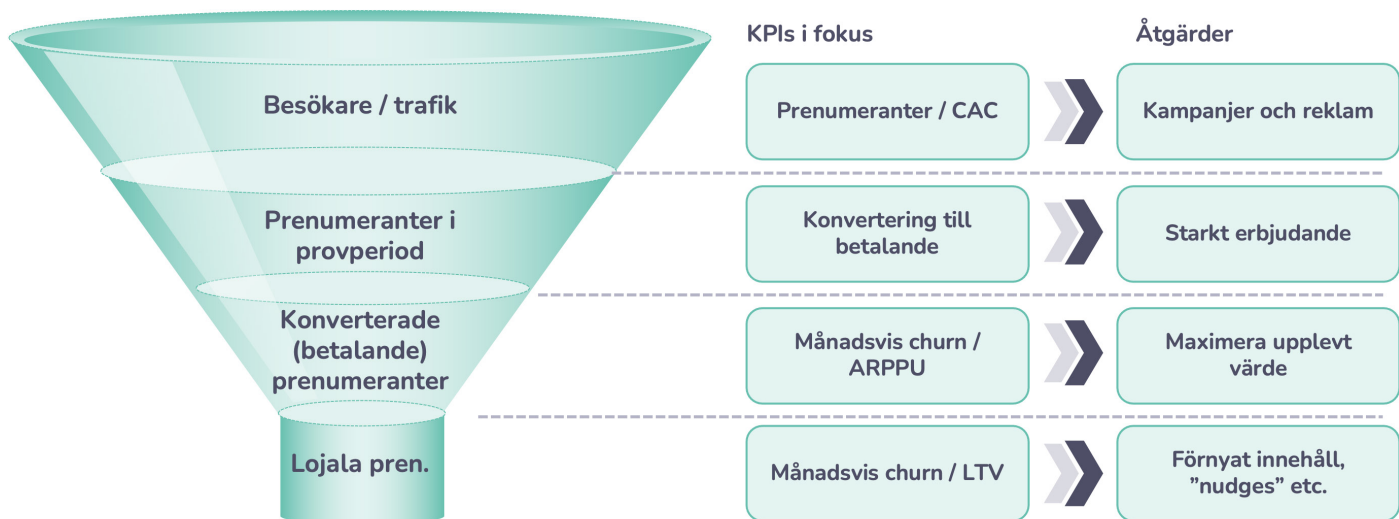 KPIs i fokus
Åtgärder
Besökare / trafik
Prenumeranter / CAC
Kampanjer och reklam
Prenumeranter i
provperiod
Konvertering till
betalande
Starkt erbjudande
Konverterade
(betalande)
prenumeranter
Månadsvis churn /
ARPPU
Maximera upplevt
värde
Lojala pren.
Månadsvis churn / LTV
Förnyat innehåll,
”nudges” etc.